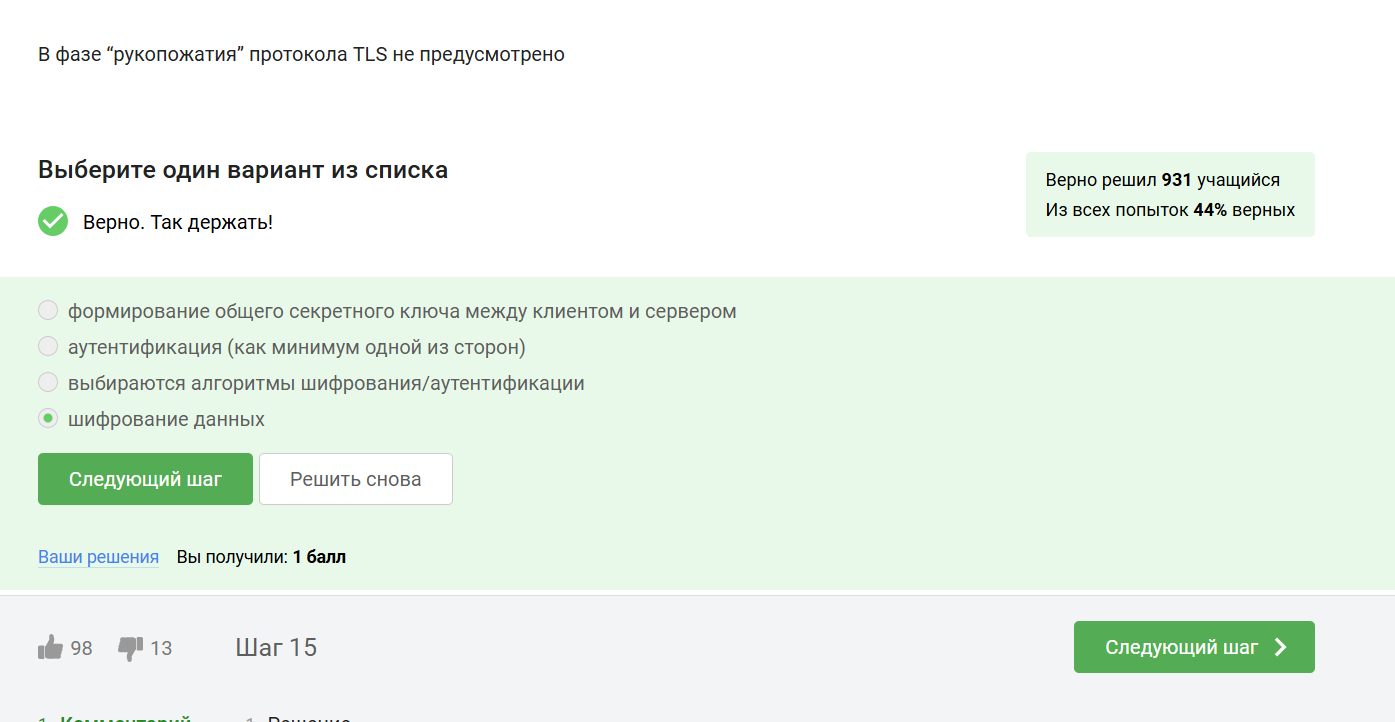 В фазе “рукопожатия” протокола TLS не предусмотрено
Выберите один вариант из списка
Верно. Так держать!
Верно решил 931 учащийся
Из всех попыток 44% верных
формирование общего секретного ключа между клиентом и сервером
аутентификация (как минимум одной из сторон)
выбираются алгоритмы шифрования/аутентификации
шифрование данных
Следующий шаг Решить снова
Ваши решения Вы получили: 1 балл
98 13 Шаг 15 Следующий шаг
1 Комментарий 1 Решение